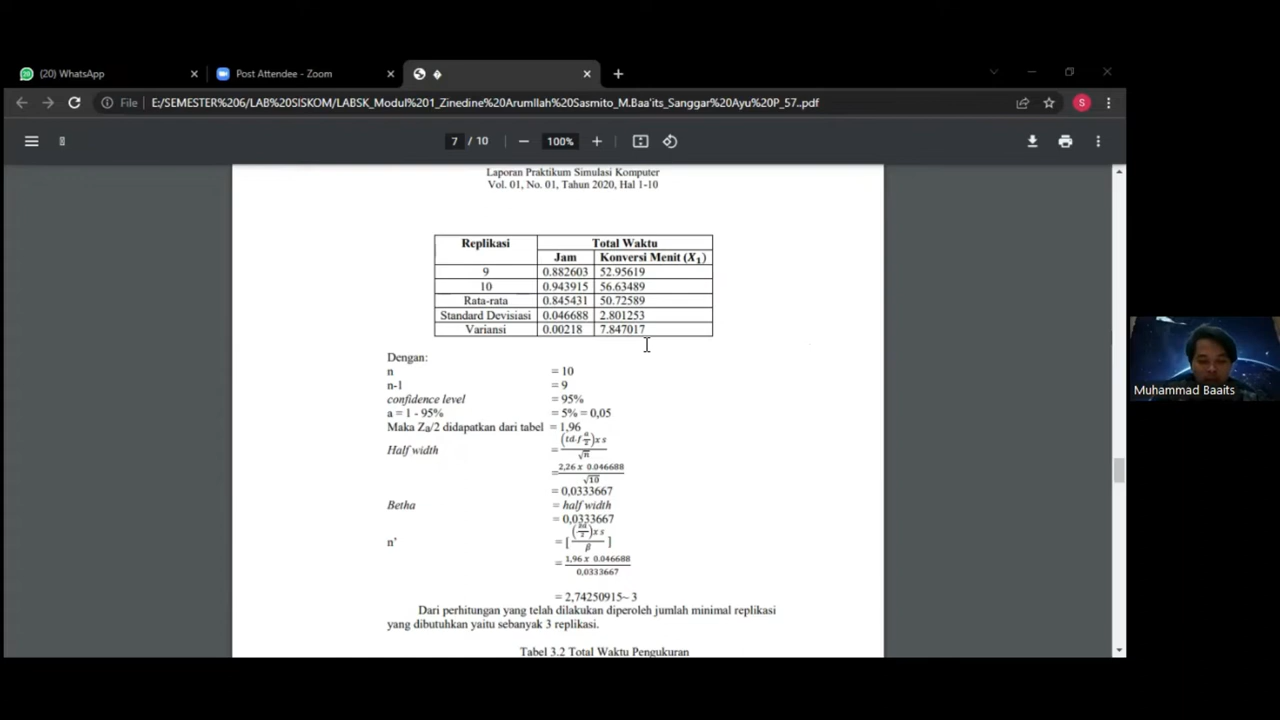 (20) WhatsApp
Post Attendee - Zoom
File E:/SEMESTER%206/LAB%20SISKOM/LABSK_Modul%201_Zinedine%20Arumllah%20Sasmito_M.Baa'its_Sanggar%20Ayu%20P_57..pdf
S
7 / 10
100%
Laporan Praktikum Simulasi Komputer
Vol. 01, No. 01, Tahun 2020, Hal 1-10
Replikasi Total Waktu
Jam Konversi Menit (X₁)
9 0.882603 52.95619
10 0.943915 56.63489
Rata-rata 0.845431 50.72589
Standard Devisiasi 0.046688 2.801253
Variansi 0.00218 7.847017
Dengan:
n = 10
n-1 = 9
confidence level = 95%
a = 1 - 95% = 5% = 0,05
Maka Za/2 didapatkan dari tabel = 1,96
Half width = (td.f a/2) x s / √n
= 2,26 x 0.046688 / √10
= 0,0333667
Betha = half width
= 0,0333667
n' = [ x s / β ]
= 1,96 x 0.046688 / 0,0333667
= 2,74250915~ 3
Dari perhitungan yang telah dilakukan diperoleh jumlah minimal replikasi
yang dibutuhkan yaitu sebanyak 3 replikasi.
Tabel 3.2 Total Waktu Pengukuran
Muhammad Baaits